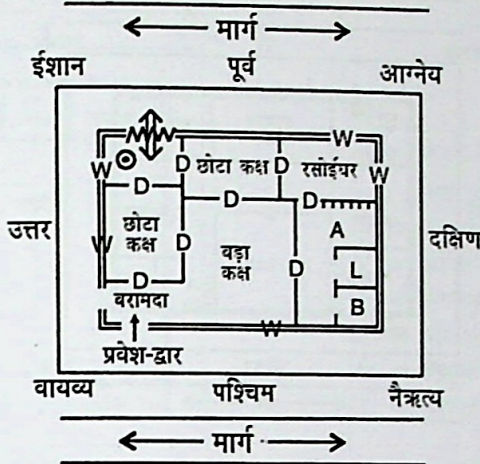 मार्ग
ईशान पूर्व आग्नेय
W
W D छोटा कक्ष D रसोईघर W
D D D
उत्तर W छोटा कक्ष D बड़ा कक्ष D A दक्षिण
L
D B
बरामदा
W
प्रवेश-द्वार
वायव्य पश्चिम नैऋत्य
मार्ग